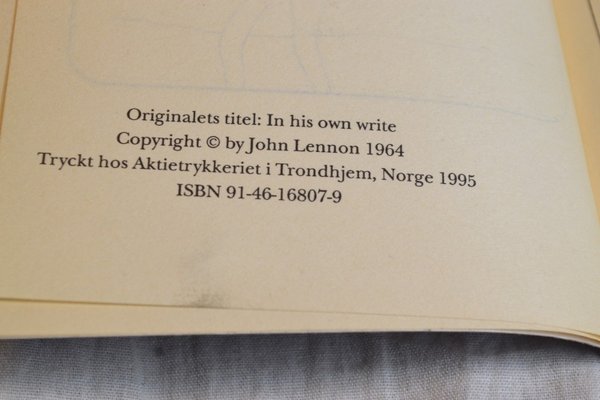 Originalets titel: In his own write
Copyright © by John Lennon 1964
Tryckt hos Aktietrykkeriet i Trondhjem, Norge 1995
ISBN 91-46-16807-9